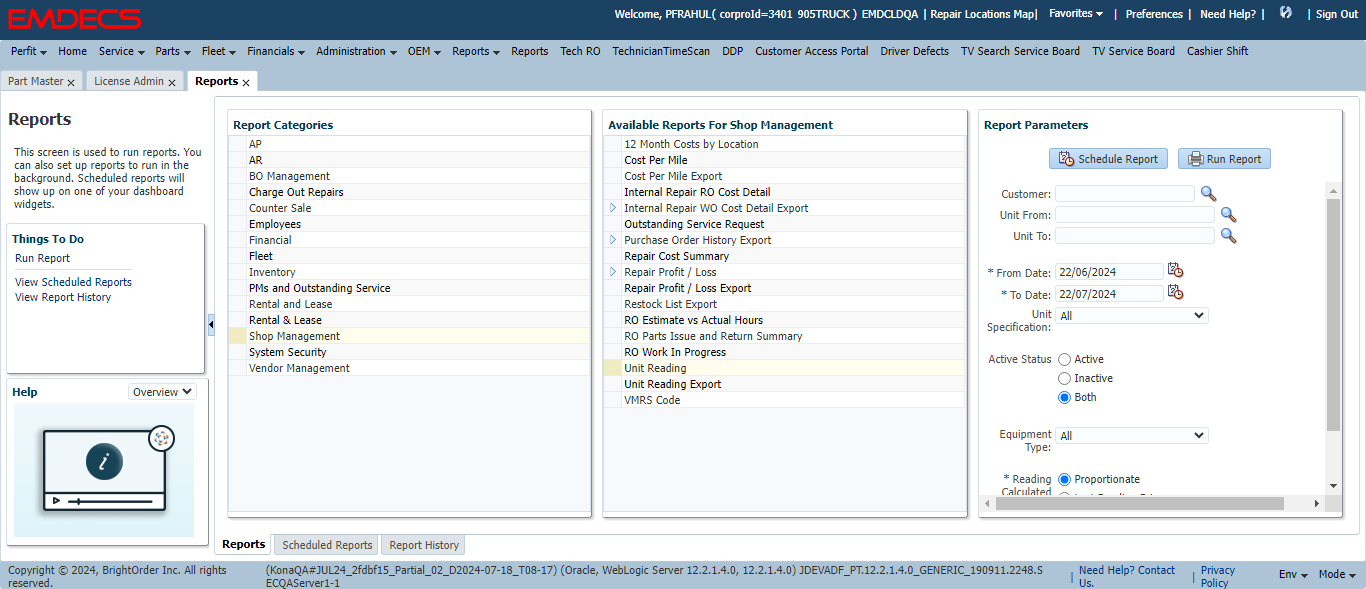 EMDECS
Welcome, PFRAHUL( corproId=3401 905TRUCK ) EMDCLDQA | Repair Locations Map| Favorites | Preferences | Need Help? | | Sign Out
Perfit Home Service Parts Fleet Financials Administration OEM Reports Reports Tech RO TechnicianTimeScan DDP Customer Access Portal Driver Defects TV Search Service Board TV Service Board Cashier Shift
Part Master License Admin Reports
Reports
This screen is used to run reports. You
can also set up reports to run in the
background. Scheduled reports will
show up on one of your dashboard
widgets.
Things To Do
Run Report
View Scheduled Reports
View Report History
Help
Overview
i
Report Categories
AP
AR
BO Management
Charge Out Repairs
Counter Sale
Employees
Financial
Fleet
Inventory
PMs and Outstanding Service
Rental and Lease
Rental & Lease
Shop Management
System Security
Vendor Management
Available Reports For Shop Management
12 Month Costs by Location
Cost Per Mile
Cost Per Mile Export
Internal Repair RO Cost Detail
Internal Repair WO Cost Detail Export
Outstanding Service Request
Purchase Order History Export
Repair Cost Summary
Repair Profit / Loss
Repair Profit / Loss Export
Restock List Export
RO Estimate vs Actual Hours
RO Parts Issue and Return Summary
RO Work In Progress
Unit Reading
Unit Reading Export
VMRS Code
Report Parameters
Schedule Report Run Report
Customer:
Unit From:
Unit To:
* From Date: 22/06/2024
* To Date: 22/07/2024
Unit
Specification: All
Active Status Active
Inactive
Both
Equipment
Type: All
* Reading Proportionate
Calculated
Reports Scheduled Reports Report History
Copyright © 2024, BrightOrder Inc. All rights
reserved.
(KonaQA#JUL24_2fdbf15_Partial_02_D2024-07-18_T08-17) (Oracle, WebLogic Server 12.2.1.4.0, 12.2.1.4.0) JDEVADF_PT.12.2.1.4.0_GENERIC_190911.2248.S
ECQAServer1-1
| Need Help? Contact
Us.
| Privacy
Policy
Env Mode